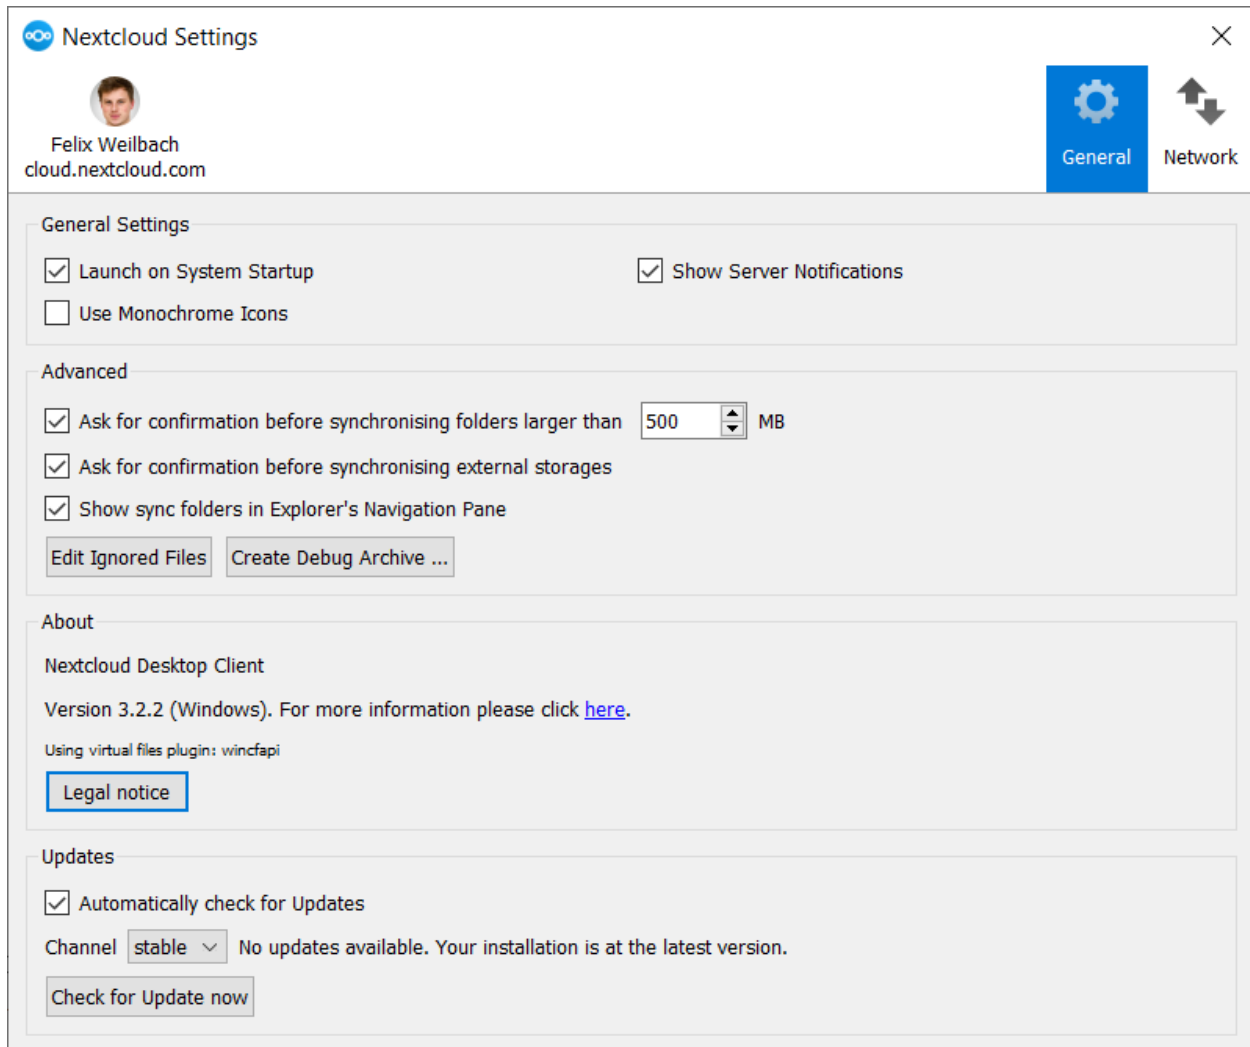 Nextcloud Settings
Felix Weilbach
cloud.nextcloud.com
General
Network
General Settings
Launch on System Startup
Show Server Notifications
Use Monochrome Icons
Advanced
Ask for confirmation before synchronising folders larger than 500 MB
Ask for confirmation before synchronising external storages
Show sync folders in Explorer's Navigation Pane
Edit Ignored Files
Create Debug Archive ...
About
Nextcloud Desktop Client
Version 3.2.2 (Windows). For more information please click here.
Using virtual files plugin: wincfapi
Legal notice
Updates
Automatically check for Updates
Channel stable No updates available. Your installation is at the latest version.
Check for Update now